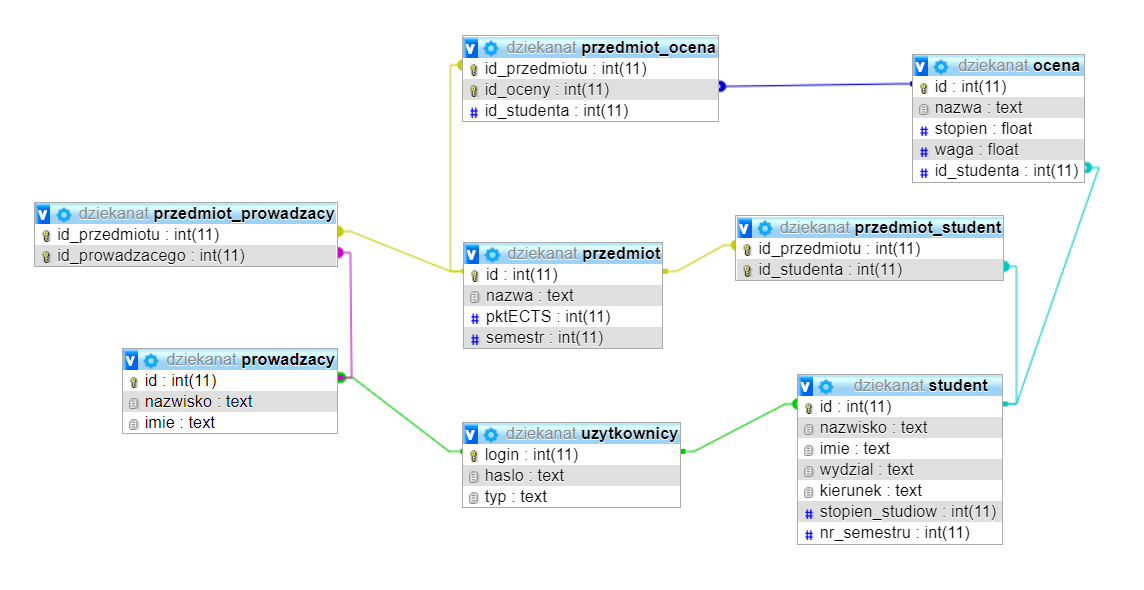 dziekanat przedmiot_ocena
id_przedmiotu : int(11)
id_oceny : int(11)
id_studenta : int(11)
dziekanat ocena
id : int(11)
nazwa : text
stopien : float
waga : float
id_studenta : int(11)
dziekanat przedmiot_prowadzacy
id_przedmiotu : int(11)
id_prowadzacego : int(11)
dziekanat przedmiot
id : int(11)
nazwa : text
pktECTS : int(11)
semestr : int(11)
dziekanat przedmiot_student
id_przedmiotu : int(11)
id_studenta : int(11)
dziekanat prowadzacy
id : int(11)
nazwisko : text
imie : text
dziekanat uzytkownicy
login : int(11)
haslo : text
typ : text
dziekanat student
id : int(11)
nazwisko : text
imie : text
wydzial : text
kierunek : text
stopien_studiow : int(11)
nr_semestru : int(11)